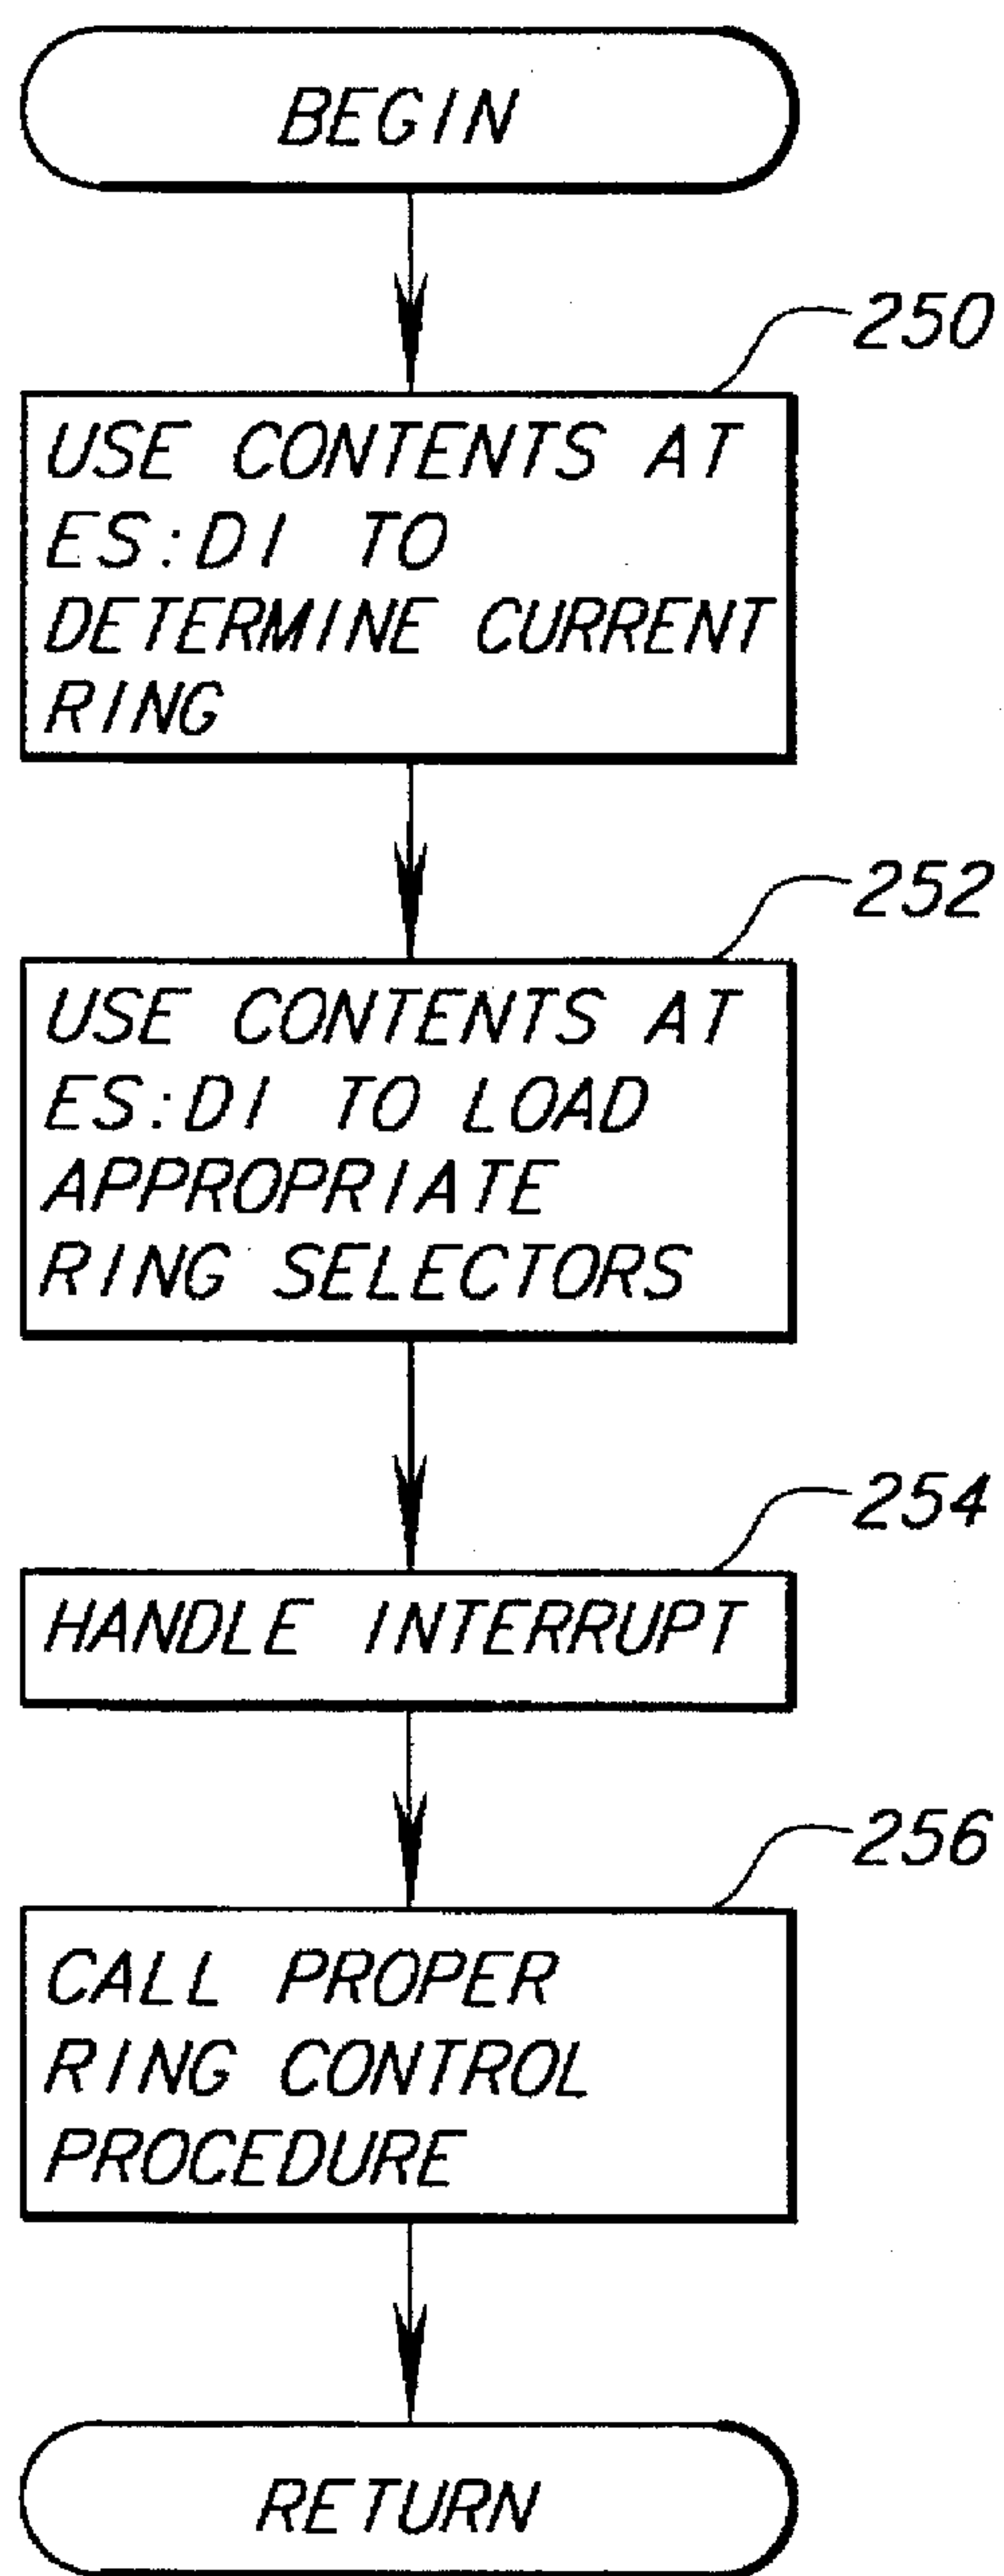 BEGIN
250
USE CONTENTS AT
ES:DI TO
DETERMINE CURRENT
RING
252
USE CONTENTS AT
ES:DI TO LOAD
APPROPRIATE
RING SELECTORS
254
HANDLE INTERRUPT
256
CALL PROPER
RING CONTROL
PROCEDURE
RETURN